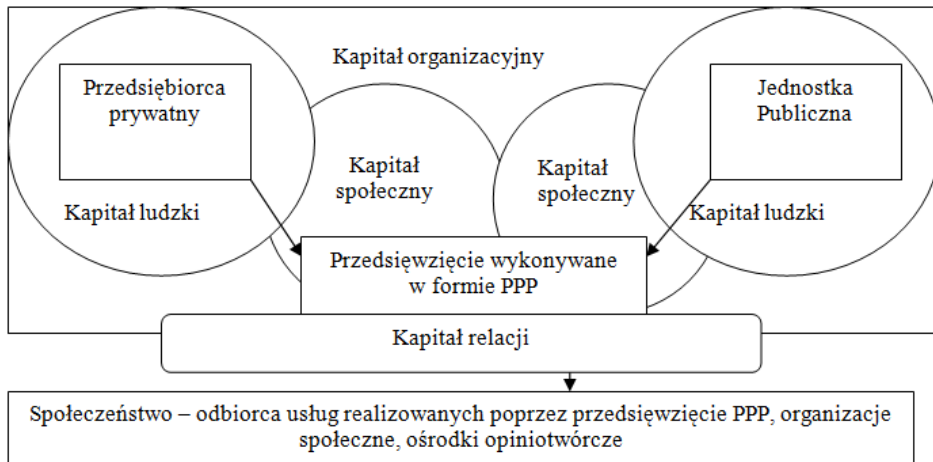 Kapitał organizacyjny
Przedsiębiorca
prywatny
Jednostka
Publiczna
Kapitał
społeczny
Kapitał
społeczny
Kapitał ludzki
Kapitał ludzki
Przedsięwzięcie wykonywane
w formie PPP
Kapitał relacji
Społeczeństwo – odbiorca usług realizowanych poprzez przedsięwzięcie PPP, organizacje
społeczne, ośrodki opiniotwórcze